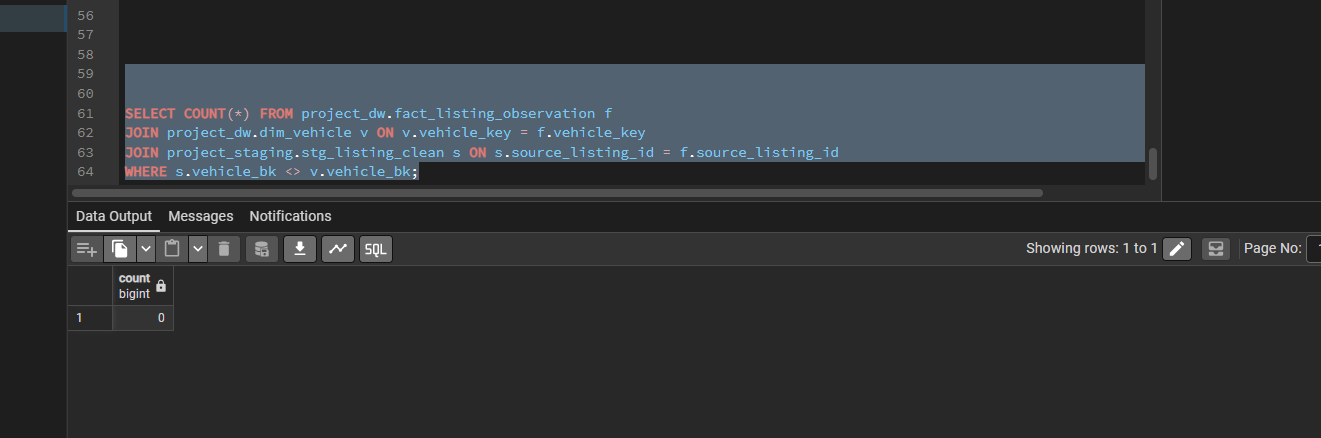 56
57
58
59
60
61 SELECT COUNT(*) FROM project_dw.fact_listing_observation f
62 JOIN project_dw.dim_vehicle v ON v.vehicle_key = f.vehicle_key
63 JOIN project_staging.stg_listing_clean s ON s.source_listing_id = f.source_listing_id
64 WHERE s.vehicle_bk <> v.vehicle_bk;
Data Output Messages Notifications
SQL Showing rows: 1 to 1 Page No:
count
bigint
1 0